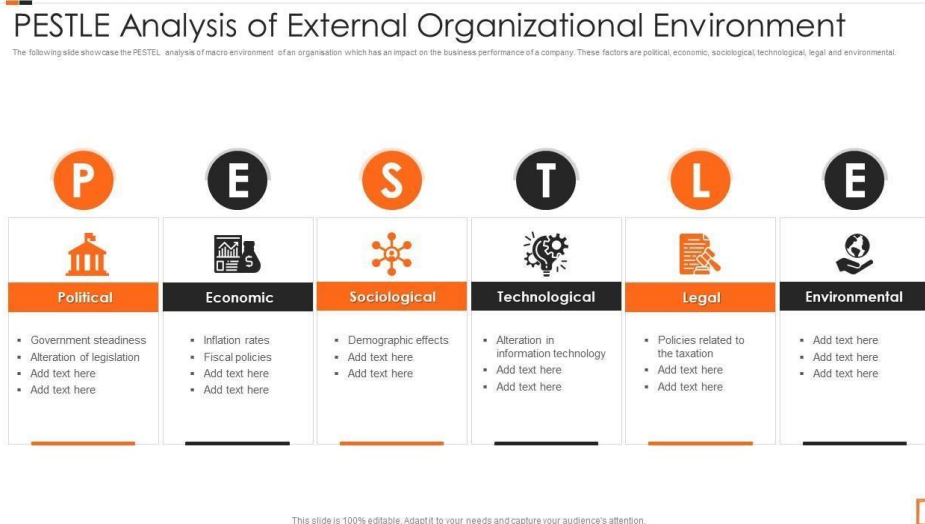 PESTLE Analysis of External Organizational Environment
The following slide showcase the PESTEL analysis of macro environment of an organisation which has an impact on the business performance of a company. These factors are political, economic, sociological, technological, legal and environmental.
P
E
S
T
L
E
Political
Government steadiness
Alteration of legislation
Add text here
Add text here
Economic
Inflation rates
Fiscal policies
Add text here
Add text here
Sociological
Demographic effects
Add text here
Add text here
Technological
Alteration in
information technology
Add text here
Add text here
Legal
Policies related to
the taxation
Add text here
Add text here
Environmental
Add text here
Add text here
Add text here
This slide is 100% editable. Adapt it to your needs and capture your audience's attention.